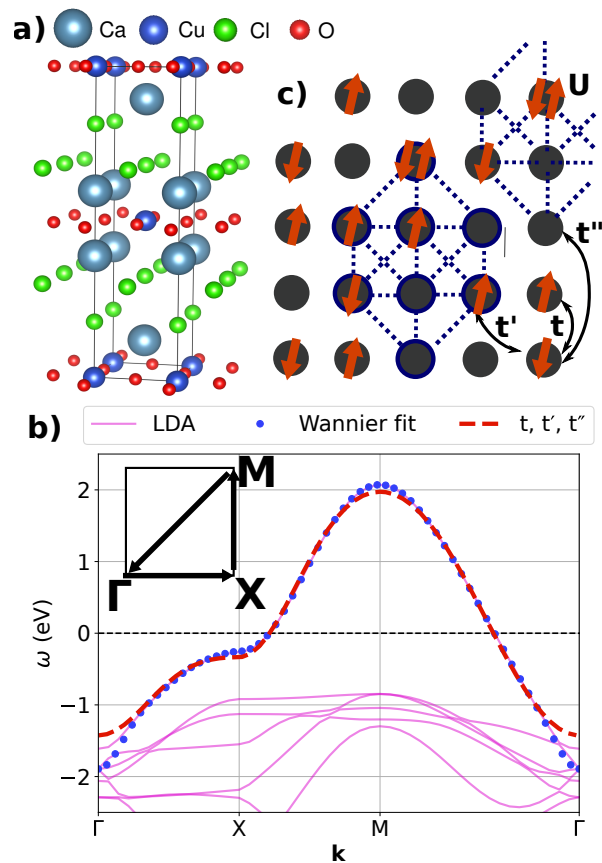 a) Ca Cu Cl O
c)
U
t"
t' t
b)
LDA Wannier fit t, t′, t″
M
Γ X
ω (eV)
2
1
0
−1
−2
Γ X M Γ
k